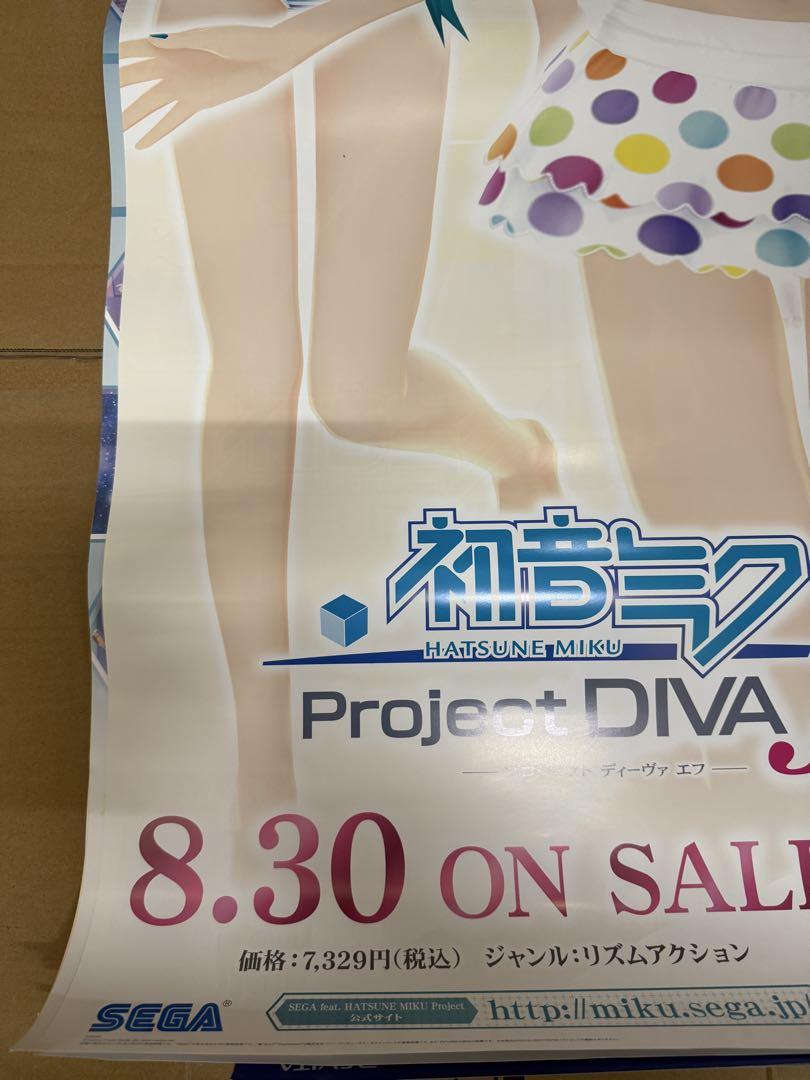 初音ミク
HATSUNE MIKU
Project DIVA
ディーヴァ エフ
8.30 ON SAL
価格：7,329円（税込） ジャンル：リズムアクション
SEGA®
SEGA feat. HATSUNE MIKU Project
公式サイト
http://miku.sega.jp/